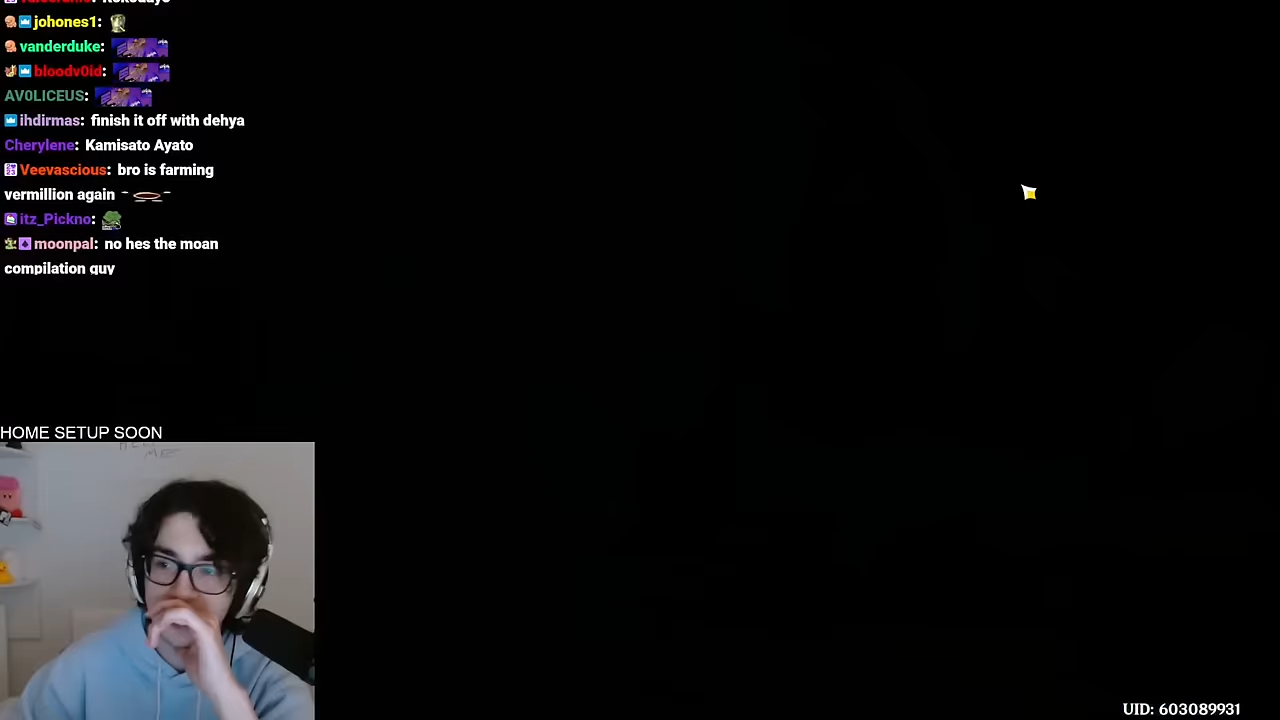 johones1:
vanderduke:
bloodv0id:
AV0LICEUS:
ihdirmas: finish it off with dehya
Cherylene: Kamisato Ayato
Veevascious: bro is farming
vermillion again
itz_Pickno:
moonpal: no hes the moan
compilation guy
HOME SETUP SOON
ME
UID: 603089931